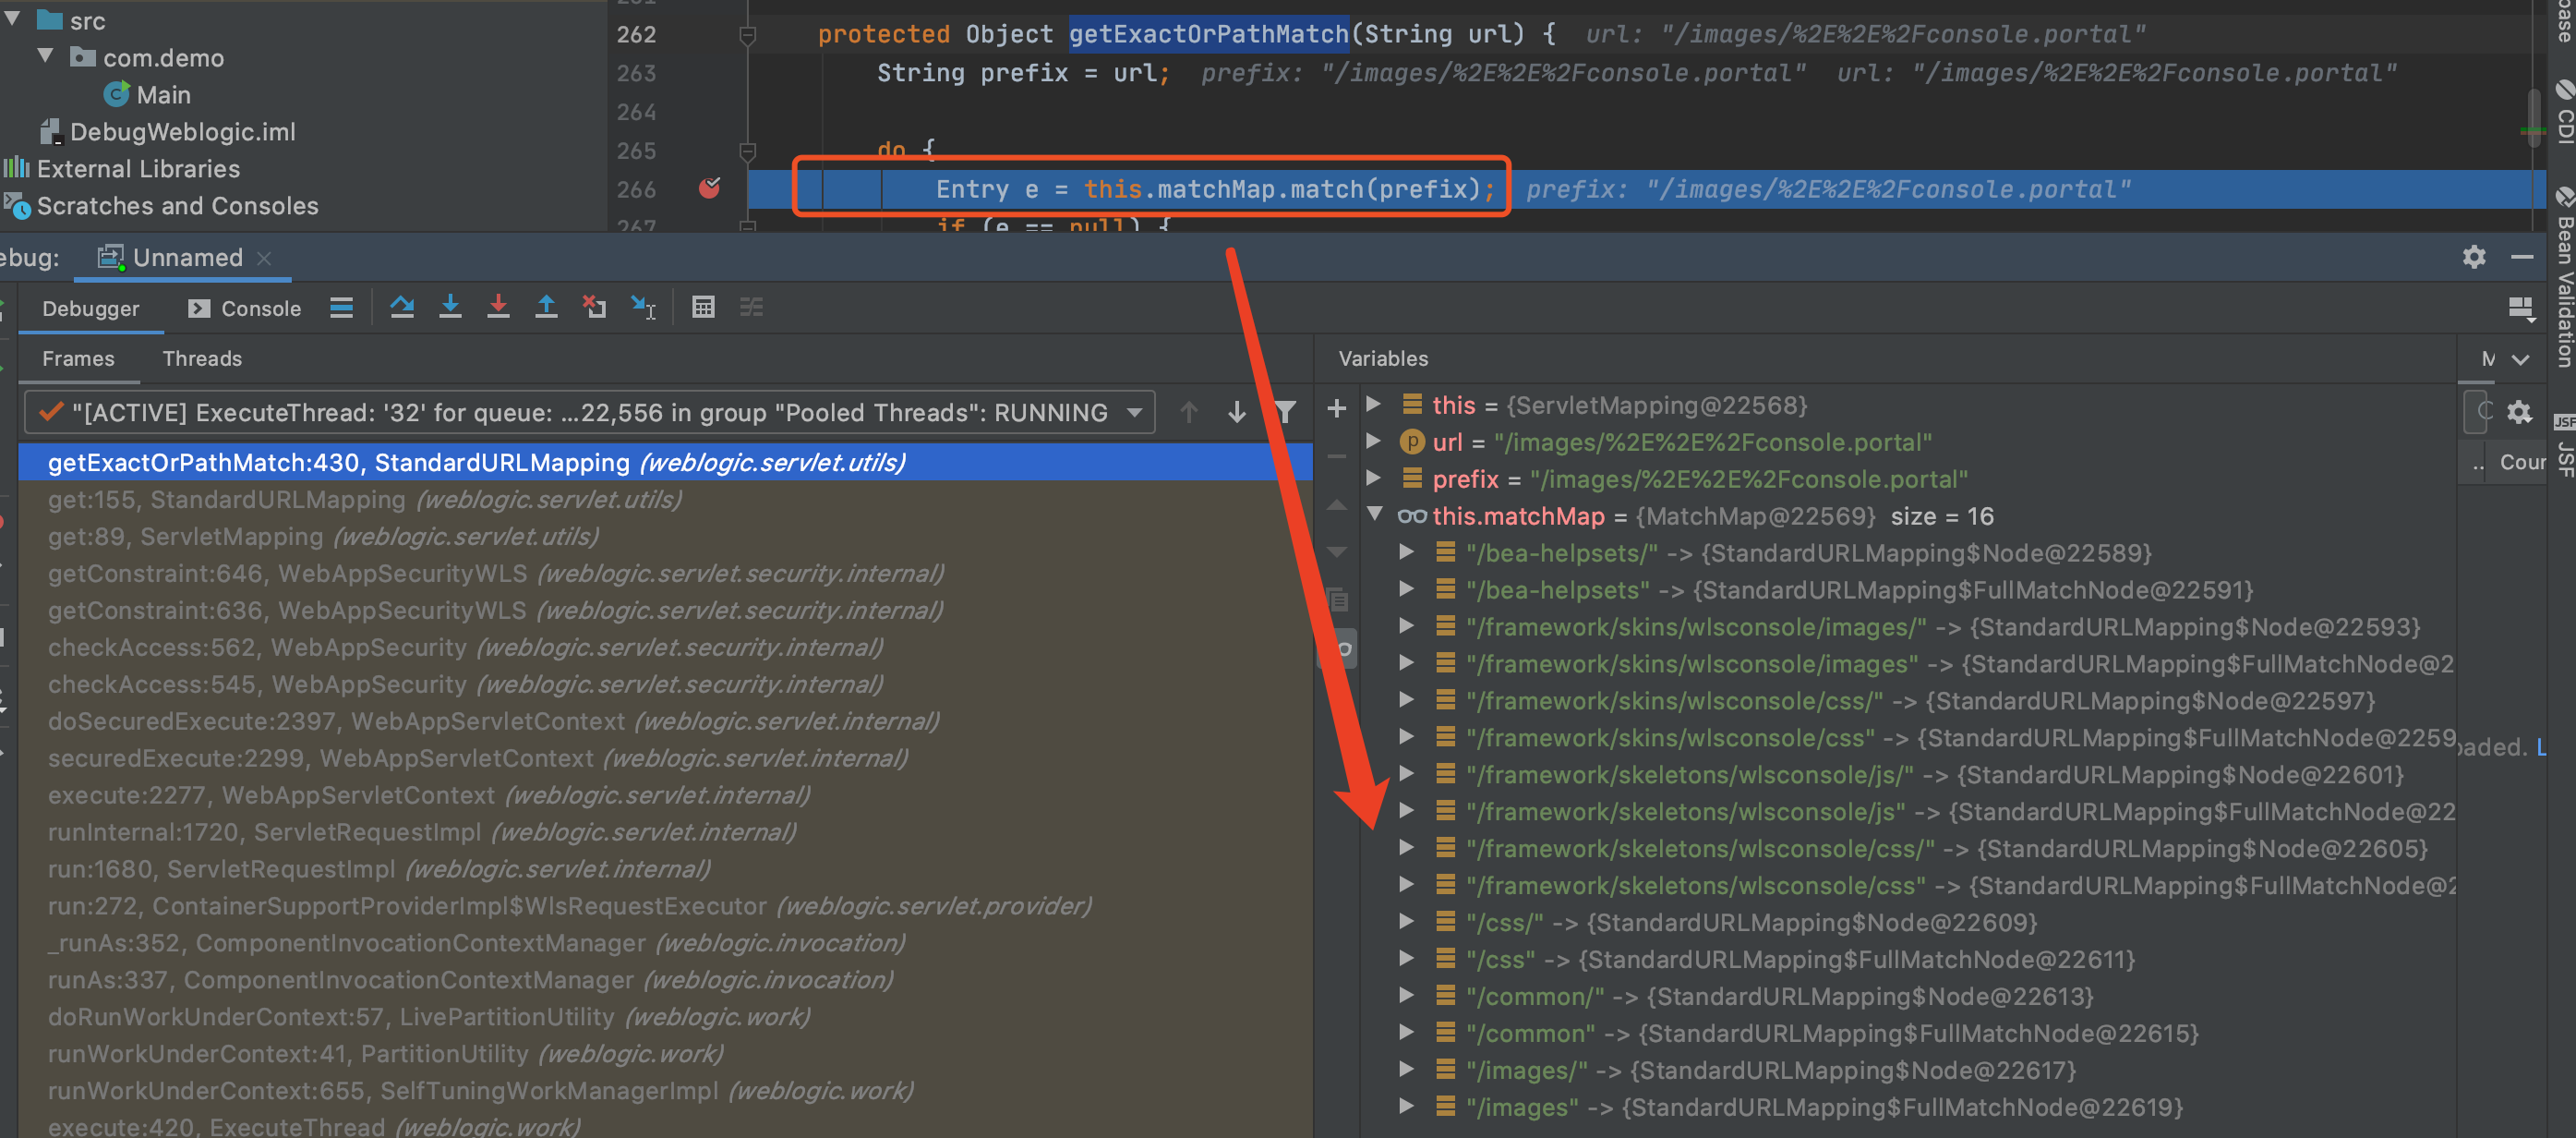 src
com.demo
Main
DebugWeblogic.iml
External Libraries
Scratches and Consoles
261
262 protected Object getExactOrPathMatch(String url) { url: "/images/%2E%2E%2Fconsole.portal"
263 String prefix = url; prefix: "/images/%2E%2E%2Fconsole.portal" url: "/images/%2E%2E%2Fconsole.portal"
264
265 do {
266 Entry e = this.matchMap.match(prefix); prefix: "/images/%2E%2E%2Fconsole.portal"
267 if (e == null) {
ebug: Unnamed
Debugger Console
Frames Threads
"[ACTIVE] ExecuteThread: '32' for queue: ...22,556 in group "Pooled Threads": RUNNING
getExactOrPathMatch:430, StandardURLMapping (weblogic.servlet.utils)
get:155, StandardURLMapping (weblogic.servlet.utils)
get:89, ServletMapping (weblogic.servlet.utils)
getConstraint:646, WebAppSecurityWLS (weblogic.servlet.security.internal)
getConstraint:636, WebAppSecurityWLS (weblogic.servlet.security.internal)
checkAccess:562, WebAppSecurity (weblogic.servlet.security.internal)
checkAccess:545, WebAppSecurity (weblogic.servlet.security.internal)
doSecuredExecute:2397, WebAppServletContext (weblogic.servlet.internal)
securedExecute:2299, WebAppServletContext (weblogic.servlet.internal)
execute:2277, WebAppServletContext (weblogic.servlet.internal)
runInternal:1720, ServletRequestImpl (weblogic.servlet.internal)
run:1680, ServletRequestImpl (weblogic.servlet.internal)
run:272, ContainerSupportProviderImpl$WlsRequestExecutor (weblogic.servlet.provider)
_runAs:352, ComponentInvocationContextManager (weblogic.invocation)
runAs:337, ComponentInvocationContextManager (weblogic.invocation)
doRunWorkUnderContext:57, LivePartitionUtility (weblogic.work)
runWorkUnderContext:41, PartitionUtility (weblogic.work)
runWorkUnderContext:655, SelfTuningWorkManagerImpl (weblogic.work)
execute:420, ExecuteThread (weblogic.work)
Variables
this = {ServletMapping@22568}
url = "/images/%2E%2E%2Fconsole.portal"
prefix = "/images/%2E%2E%2Fconsole.portal"
this.matchMap = {MatchMap@22569} size = 16
"/bea-helpsets/" -> {StandardURLMapping$Node@22589}
"/bea-helpsets" -> {StandardURLMapping$FullMatchNode@22591}
"/framework/skins/wlsconsole/images/" -> {StandardURLMapping$Node@22593}
"/framework/skins/wlsconsole/images" -> {StandardURLMapping$FullMatchNode@2
"/framework/skins/wlsconsole/css/" -> {StandardURLMapping$Node@22597}
"/framework/skins/wlsconsole/css" -> {StandardURLMapping$FullMatchNode@2259
"/framework/skeletons/wlsconsole/js/" -> {StandardURLMapping$Node@22601}
"/framework/skeletons/wlsconsole/js" -> {StandardURLMapping$FullMatchNode@22
"/framework/skeletons/wlsconsole/css/" -> {StandardURLMapping$Node@22605}
"/framework/skeletons/wlsconsole/css" -> {StandardURLMapping$FullMatchNode@2
"/css/" -> {StandardURLMapping$Node@22609}
"/css" -> {StandardURLMapping$FullMatchNode@22611}
"/common/" -> {StandardURLMapping$Node@22613}
"/common" -> {StandardURLMapping$FullMatchNode@22615}
"/images/" -> {StandardURLMapping$Node@22617}
"/images" -> {StandardURLMapping$FullMatchNode@22619}
M
.. Cour
oaded. L
base
CDI
Bean Validation
JSF